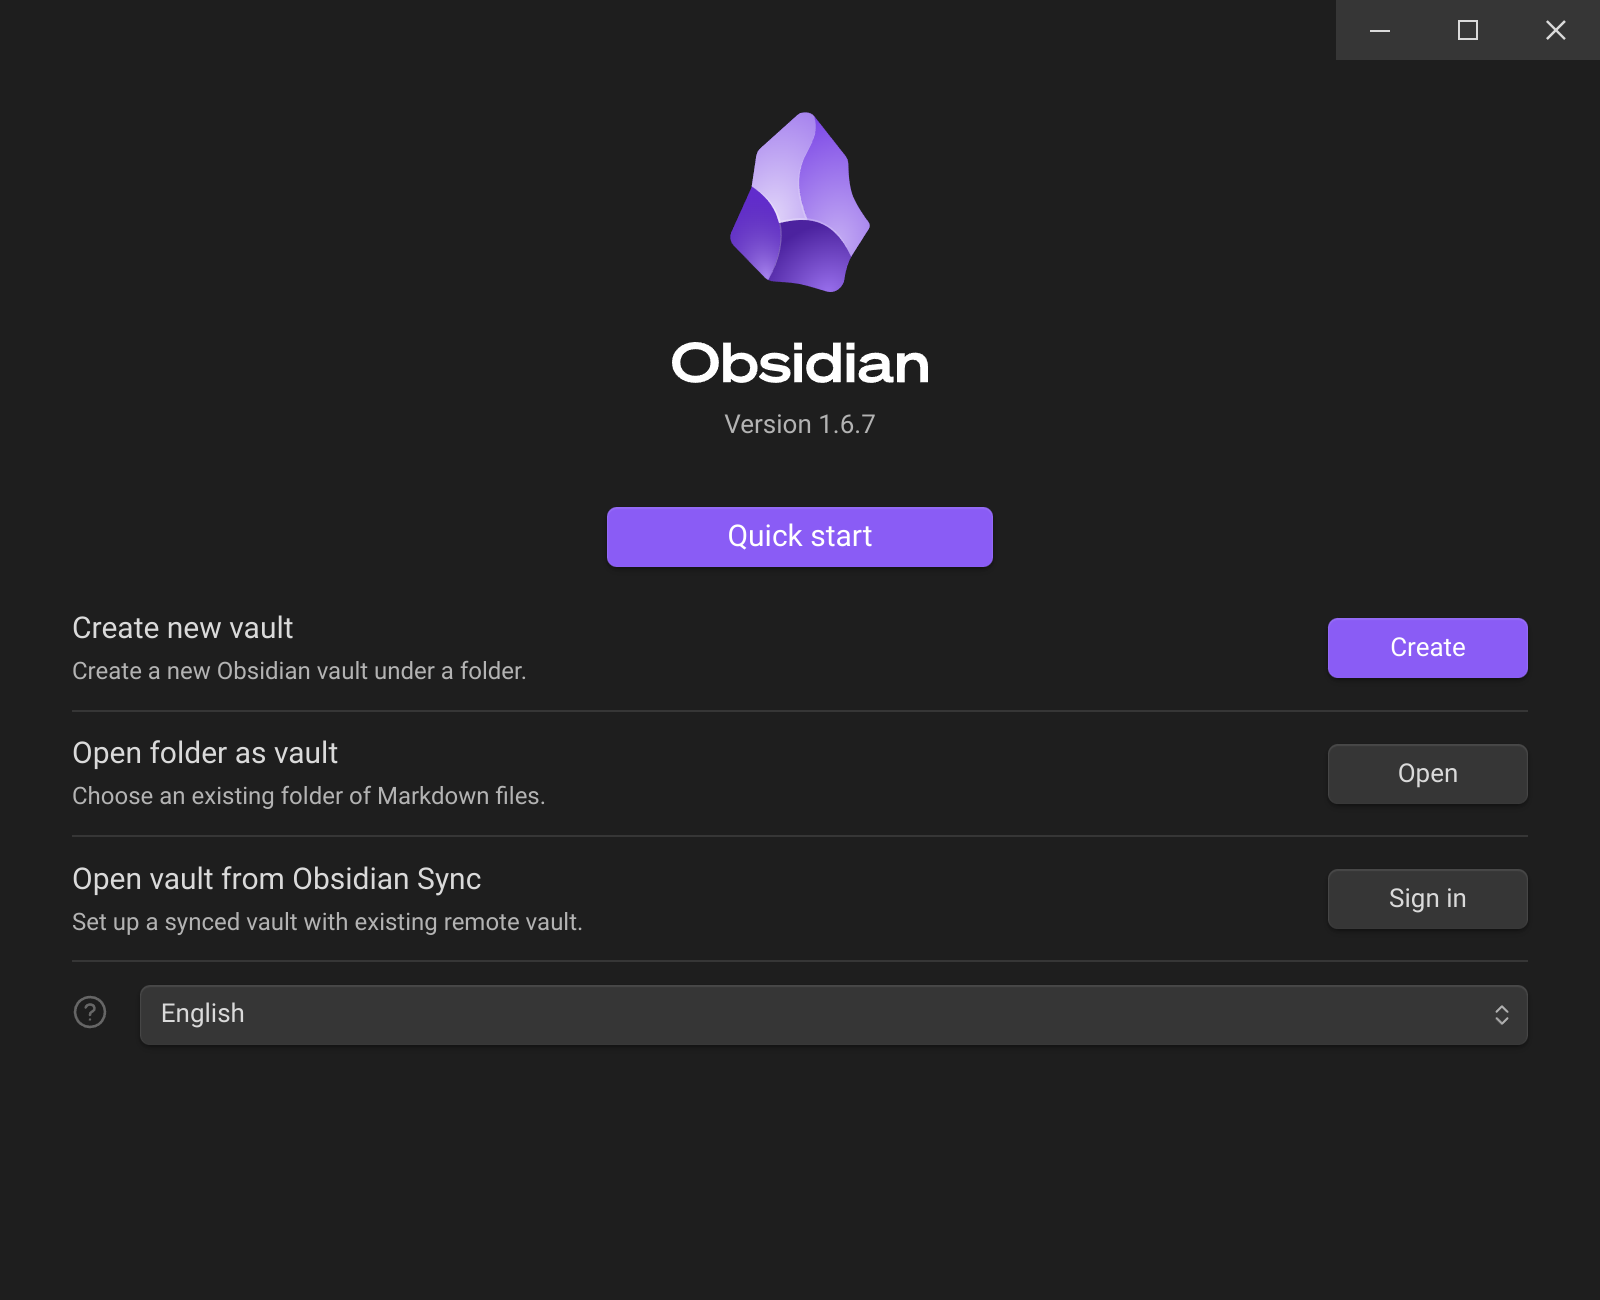 Obsidian
Version 1.6.7
Quick start
Create new vault
Create a new Obsidian vault under a folder.
Create
Open folder as vault
Choose an existing folder of Markdown files.
Open
Open vault from Obsidian Sync
Set up a synced vault with existing remote vault.
Sign in
?
English